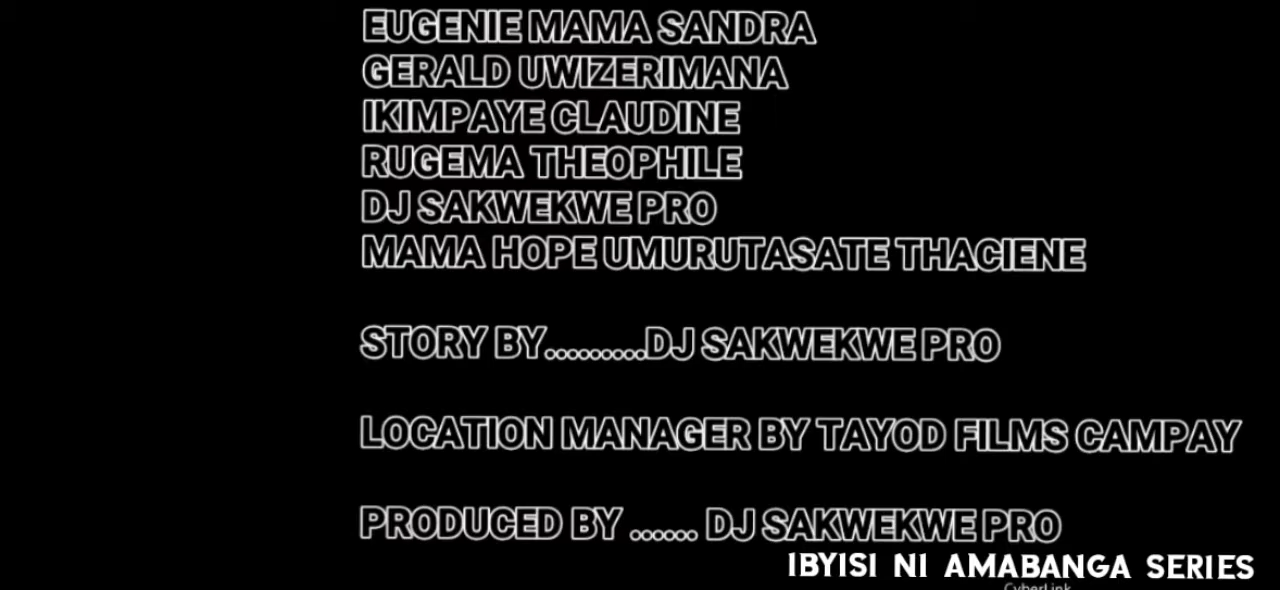 EUGENIE MAMA SANDRA
GERALD UWIZERIMANA
IKIMPAYE CLAUDINE
RUGEMA THEOPHILE
DJ SAKWEKWE PRO
MAMA HOPE UMURUTASATE THACIENE
STORY BY..........DJ SAKWEKWE PRO
LOCATION MANAGER BY TAYOD FILMS CAMPAY
PRODUCED BY ...... DJ SAKWEKWE PRO
IBYISI NI AMABANGA SERIES
CyberLink